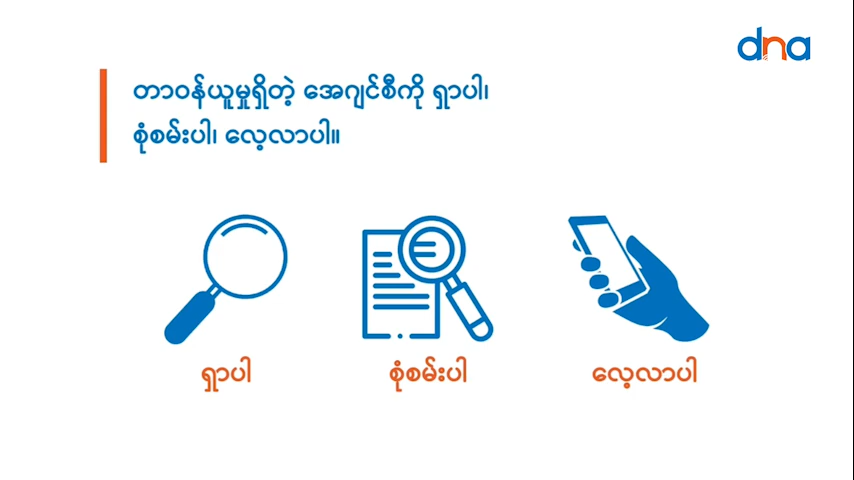 dna
တာဝန်ယူမှုရှိတဲ့ အေဂျင်စီကို ရှာပါ၊
စုံစမ်းပါ၊ လေ့လာပါ။
ရှာပါ
စုံစမ်းပါ
လေ့လာပါ